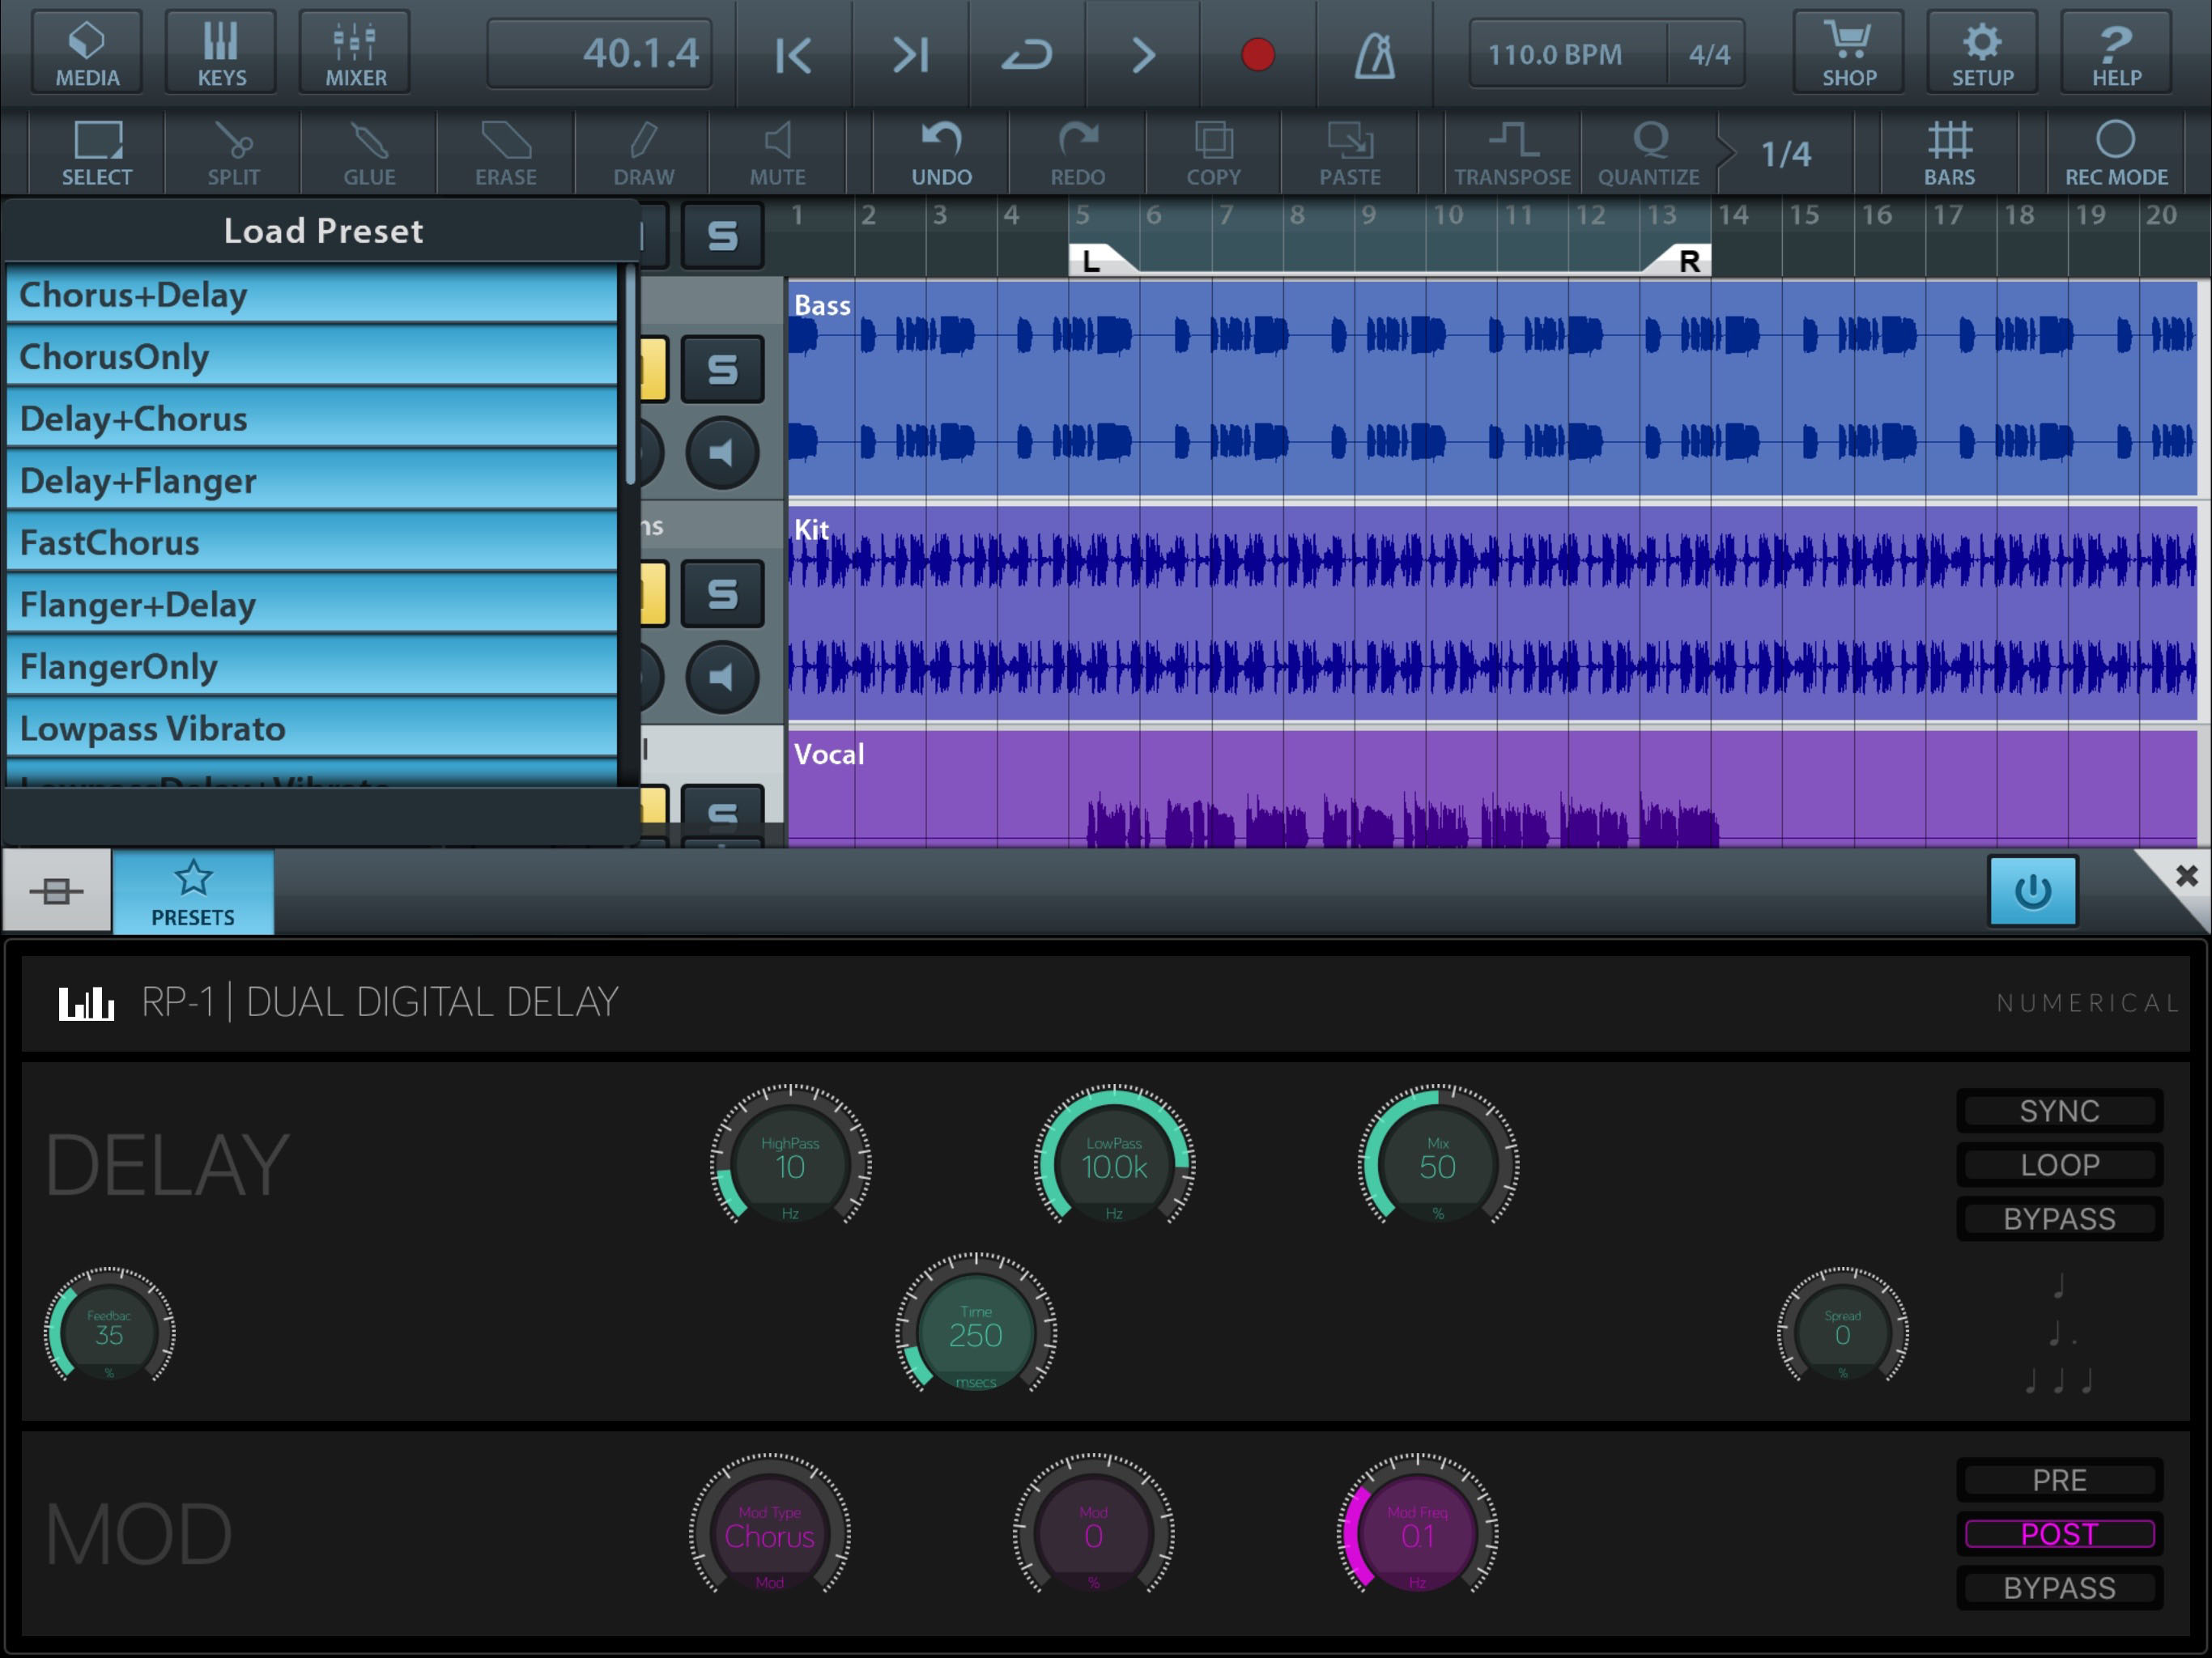 MEDIA KEYS MIXER 40.1.4 110.0 BPM 4/4 SHOP SETUP ? HELP
SELECT SPLIT GLUE ERASE DRAW MUTE UNDO REDO COPY PASTE TRANSPOSE Q QUANTIZE 1/4 BARS REC MODE
Load Preset
S 1 2 3 4 5 6 7 8 9 10 11 12 13 14 15 16 17 18 19 20
L R
Chorus+Delay
ChorusOnly
Delay+Chorus
Delay+Flanger
FastChorus
Flanger+Delay
FlangerOnly
Lowpass Vibrato
Bass
S
ns
Kit
S
Vocal
S
PRESETS
RP-1 | DUAL DIGITAL DELAY
NUMERICAL
DELAY
HighPass
10
Hz
LowPass
10.0k
Hz
Mix
50
%
SYNC
LOOP
BYPASS
Feedbac
35
%
Time
250
msecs
Spread
0
%
MOD
Mod Type
Chorus
Mod
Mod
0
%
Mod Freq
0.1
Hz
PRE
POST
BYPASS